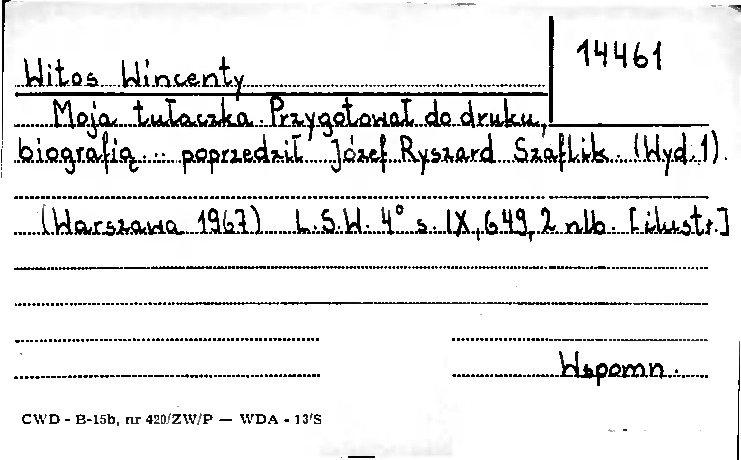 14461
Witos Wincenty
Moja tułaczka. Przygotował do druku,
biografią ... poprzedził Józef Ryszard Szaflik. (Wyd. 1).
(Warszawa 1967) L.S.W. 4° s. IX, 649, 2 nlb. [ilustr.]
Wspomn.
CWD - B-15b, nr 420/ZW/P — WDA - 13/S